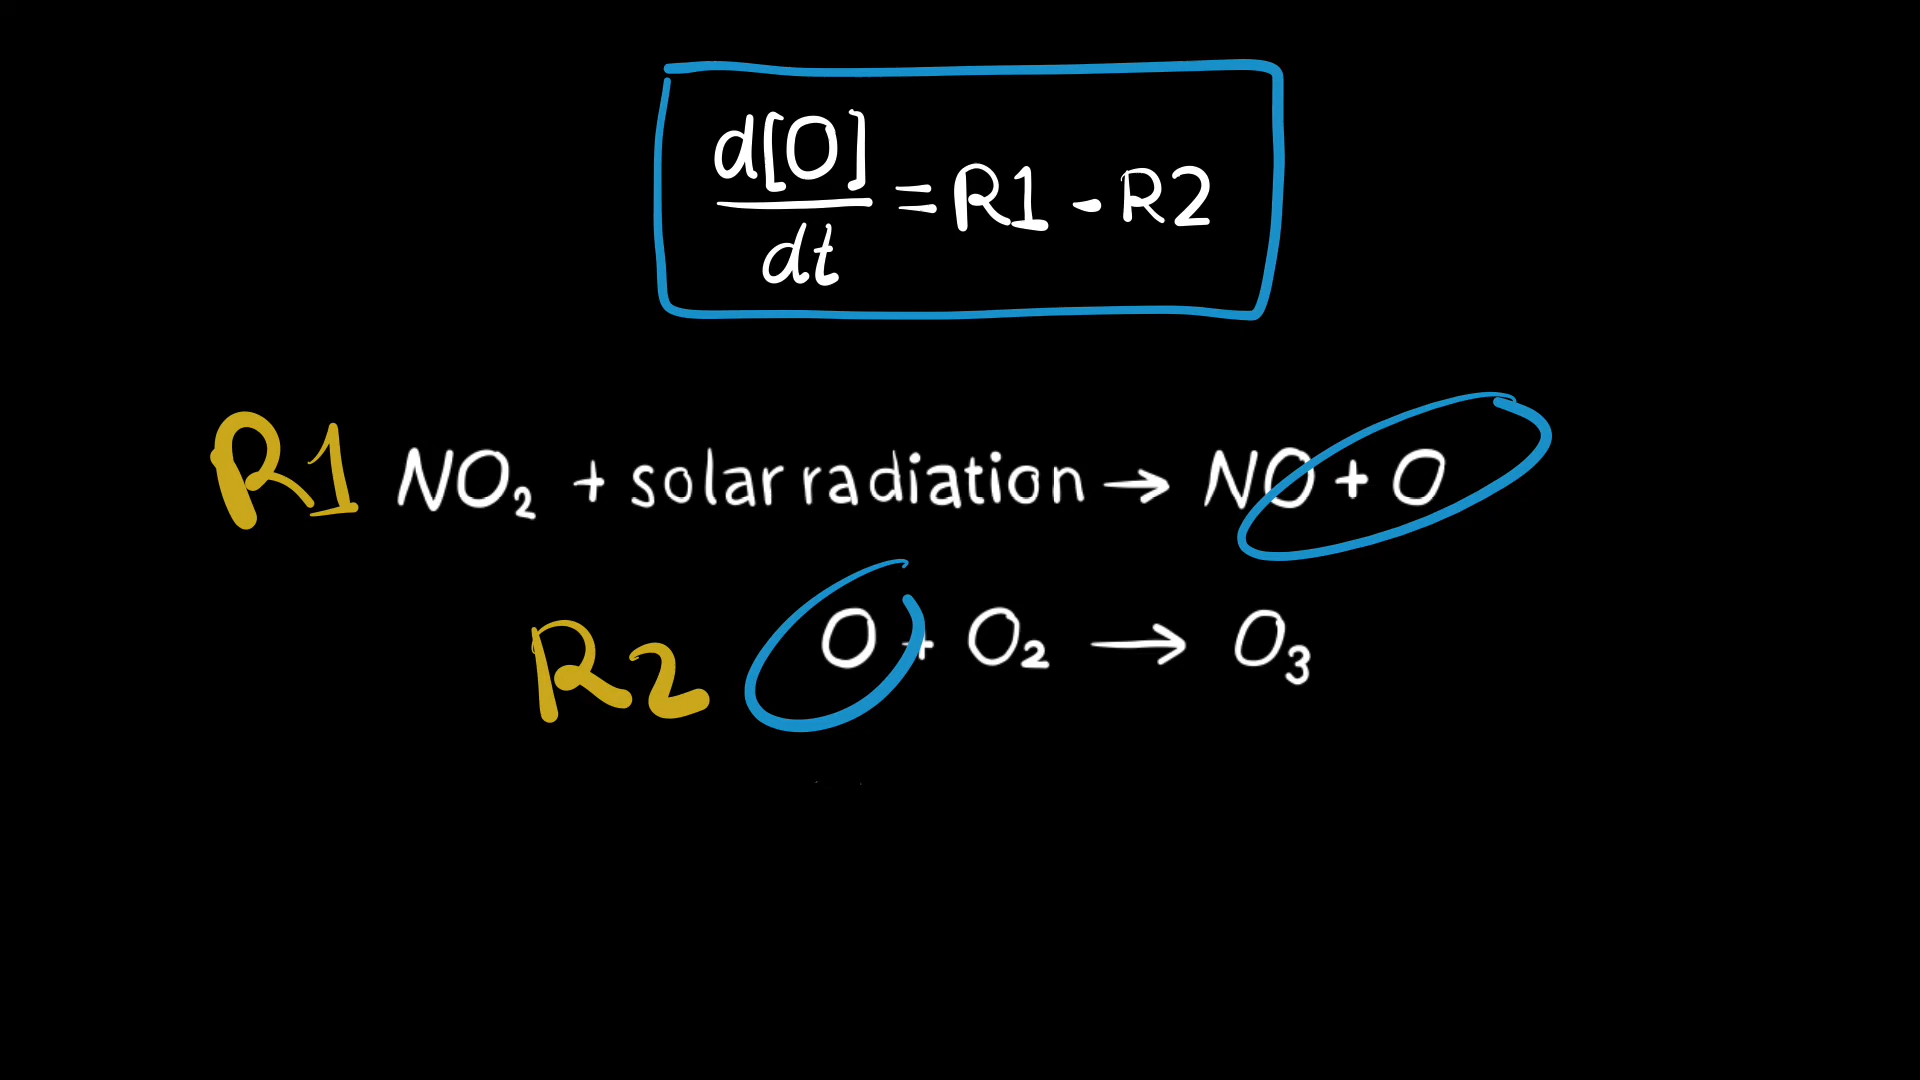 d[O]/dt = R1 - R2
R1 NO₂ + solar radiation → NO + O
R2 O + O₂ → O₃